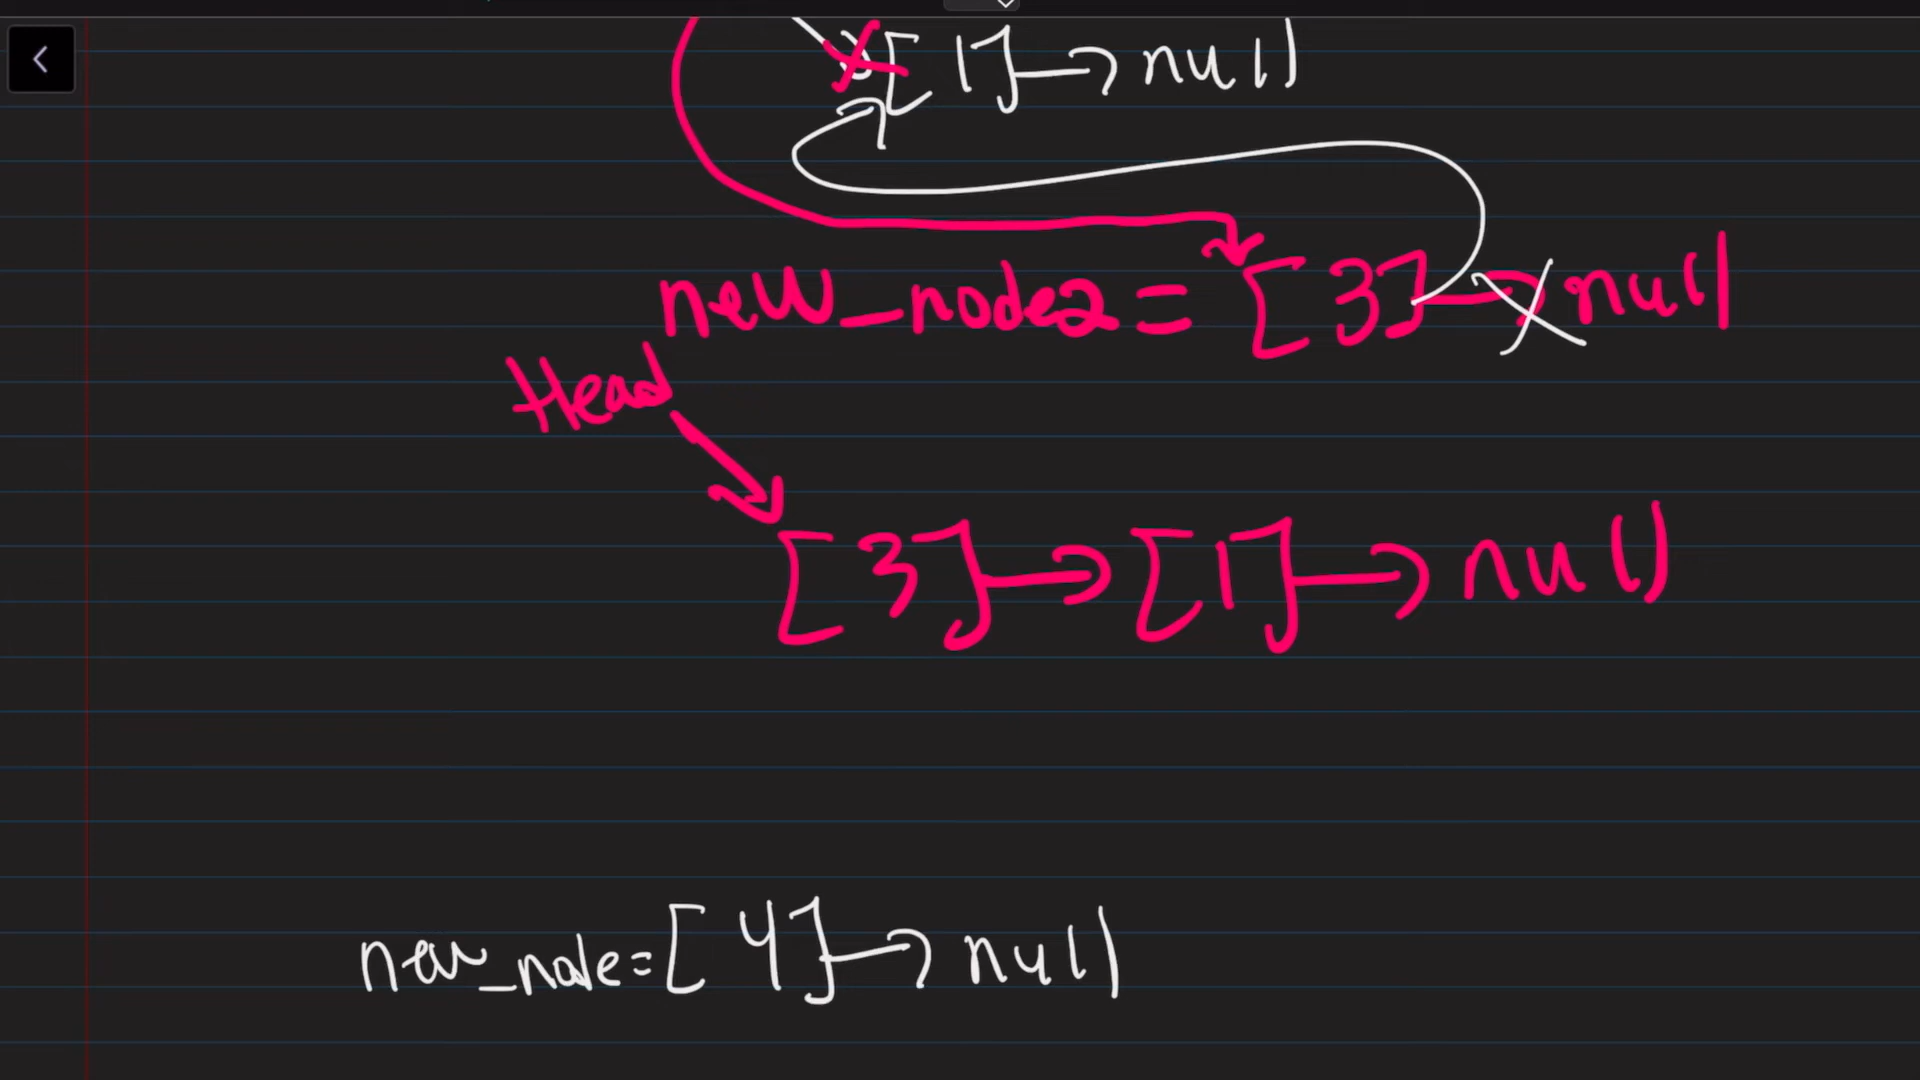 [1]→null
new_node2=[3]→null
Head
[3]→[1]→null
new_node=[4]→null